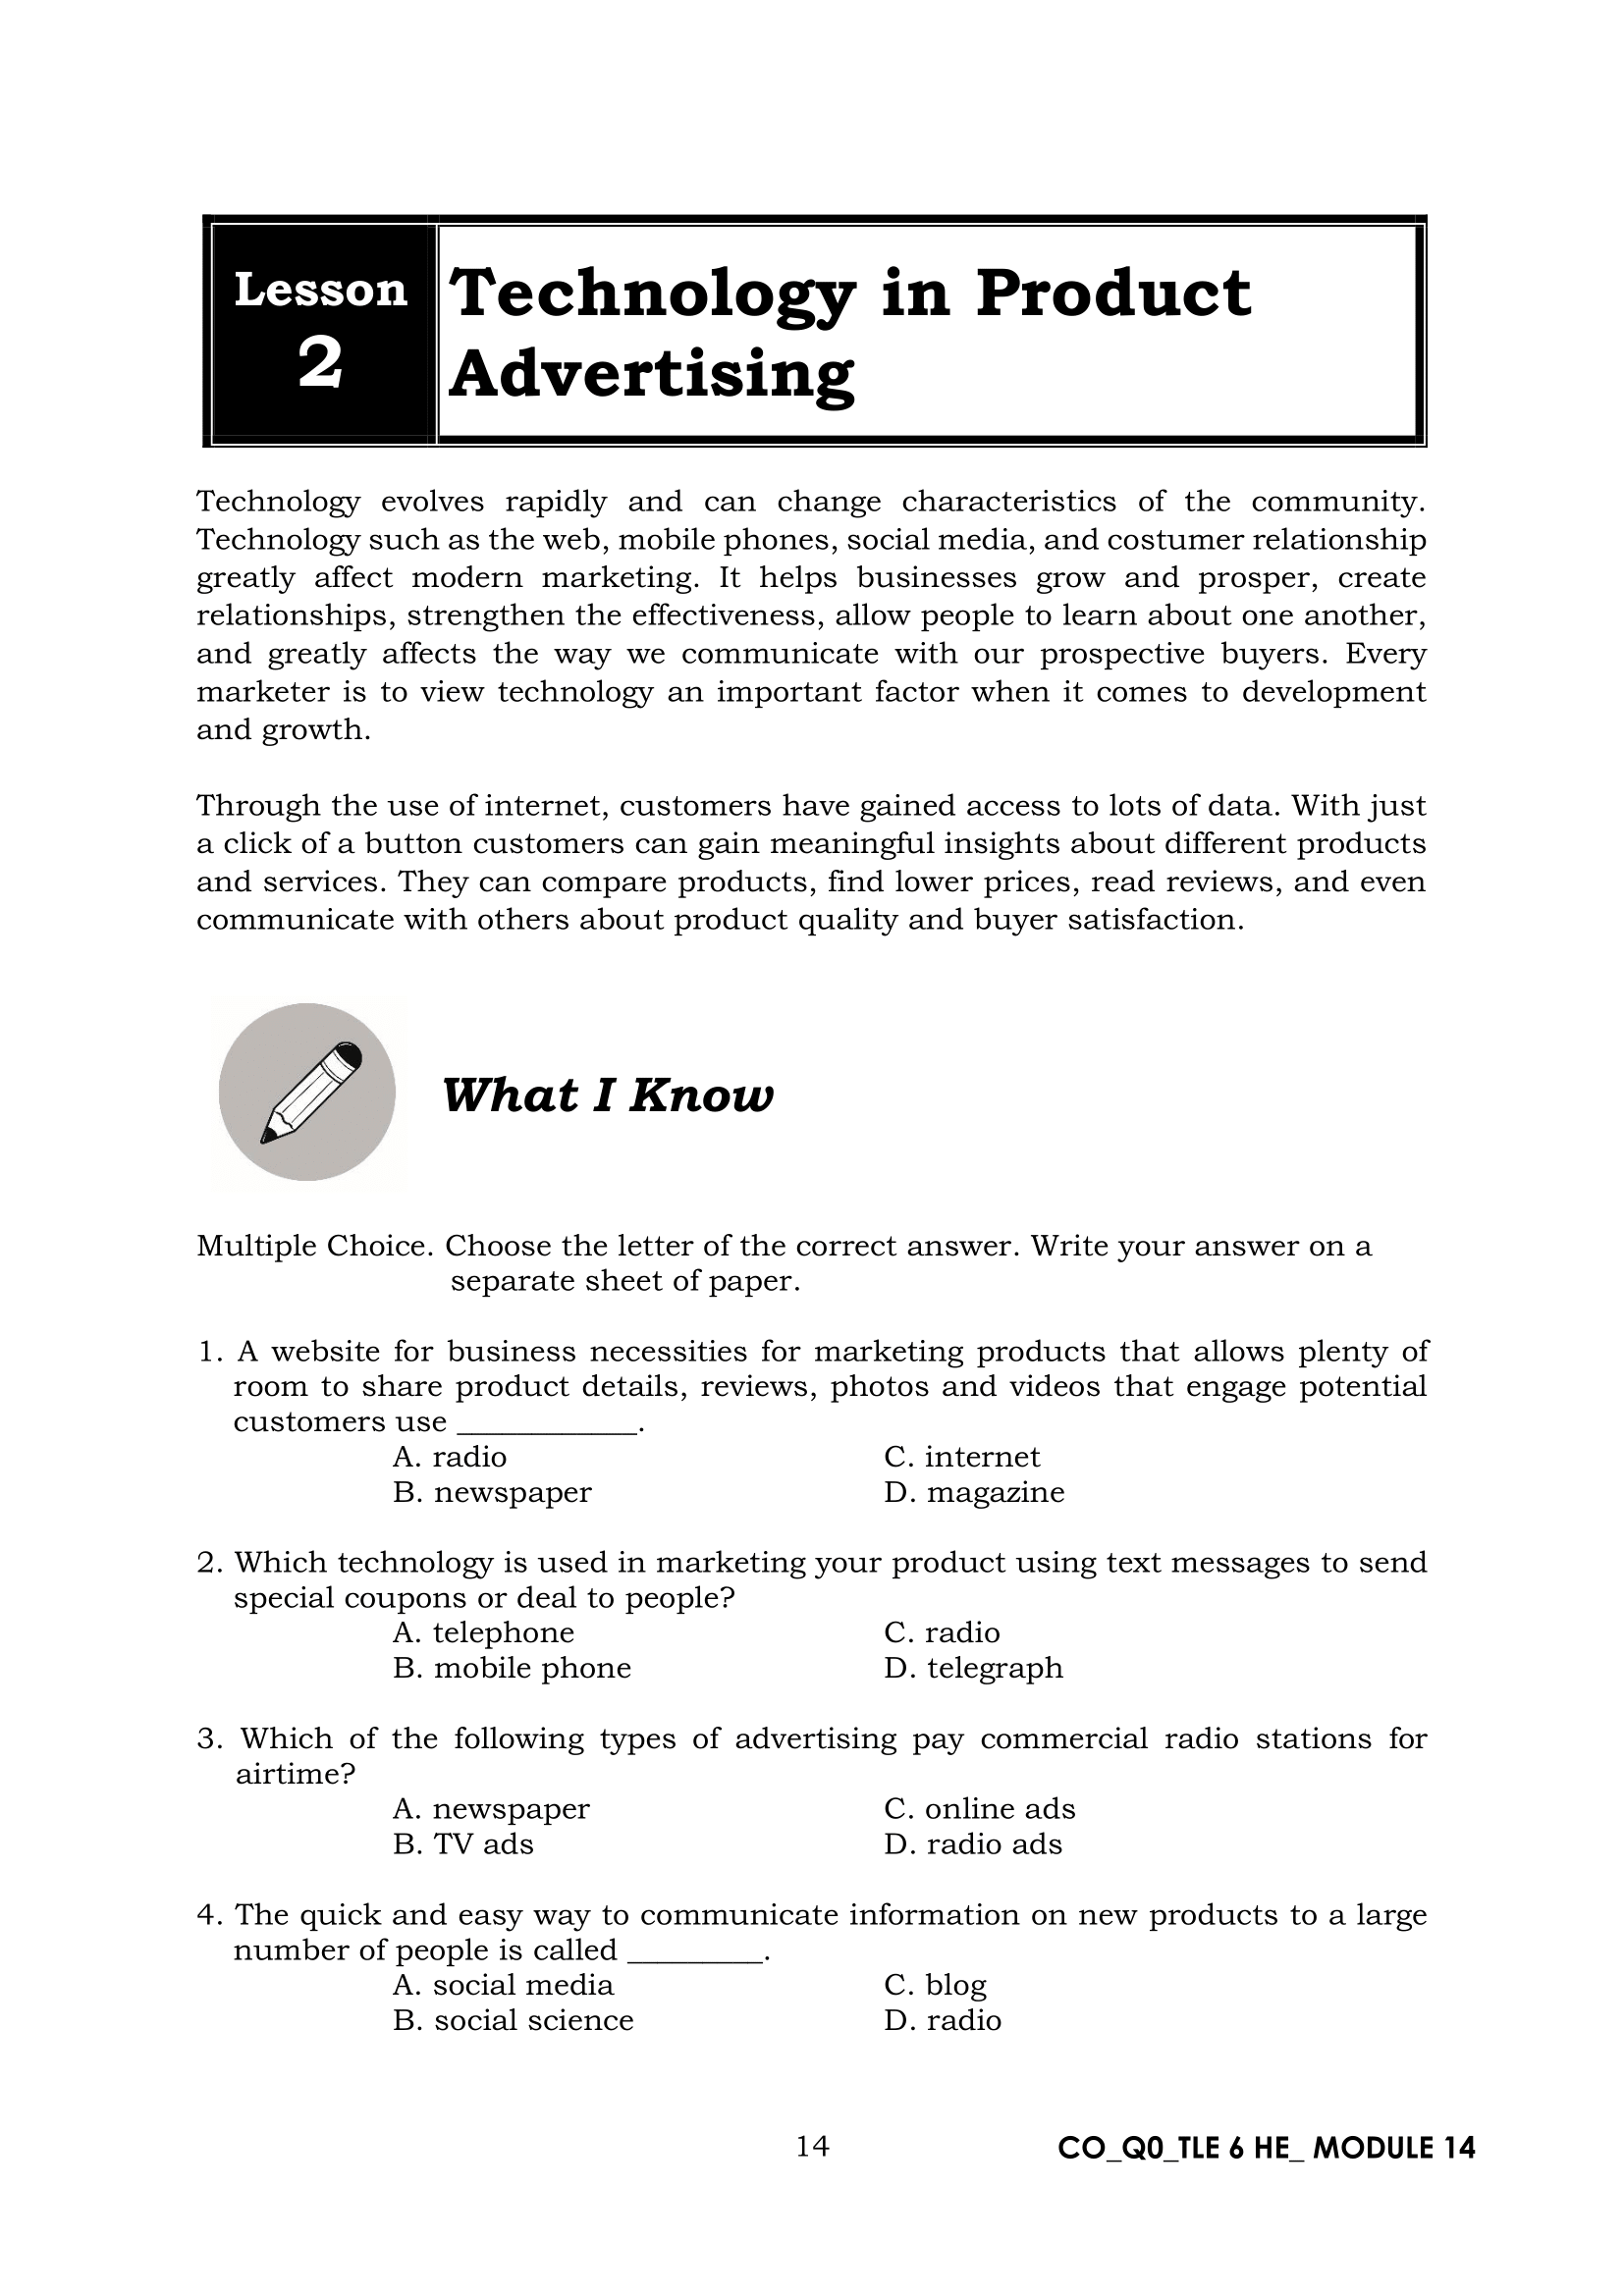 Lesson
2
Technology in Product
Advertising
Technology evolves rapidly and can change characteristics of the community.
Technology such as the web, mobile phones, social media, and costumer relationship
greatly affect modern marketing. It helps businesses grow and prosper, create
relationships, strengthen the effectiveness, allow people to learn about one another,
and greatly affects the way we communicate with our prospective buyers. Every
marketer is to view technology an important factor when it comes to development
and growth.
Through the use of internet, customers have gained access to lots of data. With just
a click of a button customers can gain meaningful insights about different products
and services. They can compare products, find lower prices, read reviews, and even
communicate with others about product quality and buyer satisfaction.
What I Know
Multiple Choice. Choose the letter of the correct answer. Write your answer on a
separate sheet of paper.
1. A website for business necessities for marketing products that allows plenty of
room to share product details, reviews, photos and videos that engage potential
customers use ____________.
A. radio C. internet
B. newspaper D. magazine
2. Which technology is used in marketing your product using text messages to send
special coupons or deal to people?
A. telephone C. radio
B. mobile phone D. telegraph
3. Which of the following types of advertising pay commercial radio stations for
airtime?
A. newspaper C. online ads
B. TV ads D. radio ads
4. The quick and easy way to communicate information on new products to a large
number of people is called _________.
A. social media C. blog
B. social science D. radio
14 CO_Q0_TLE 6 HE_ MODULE 14